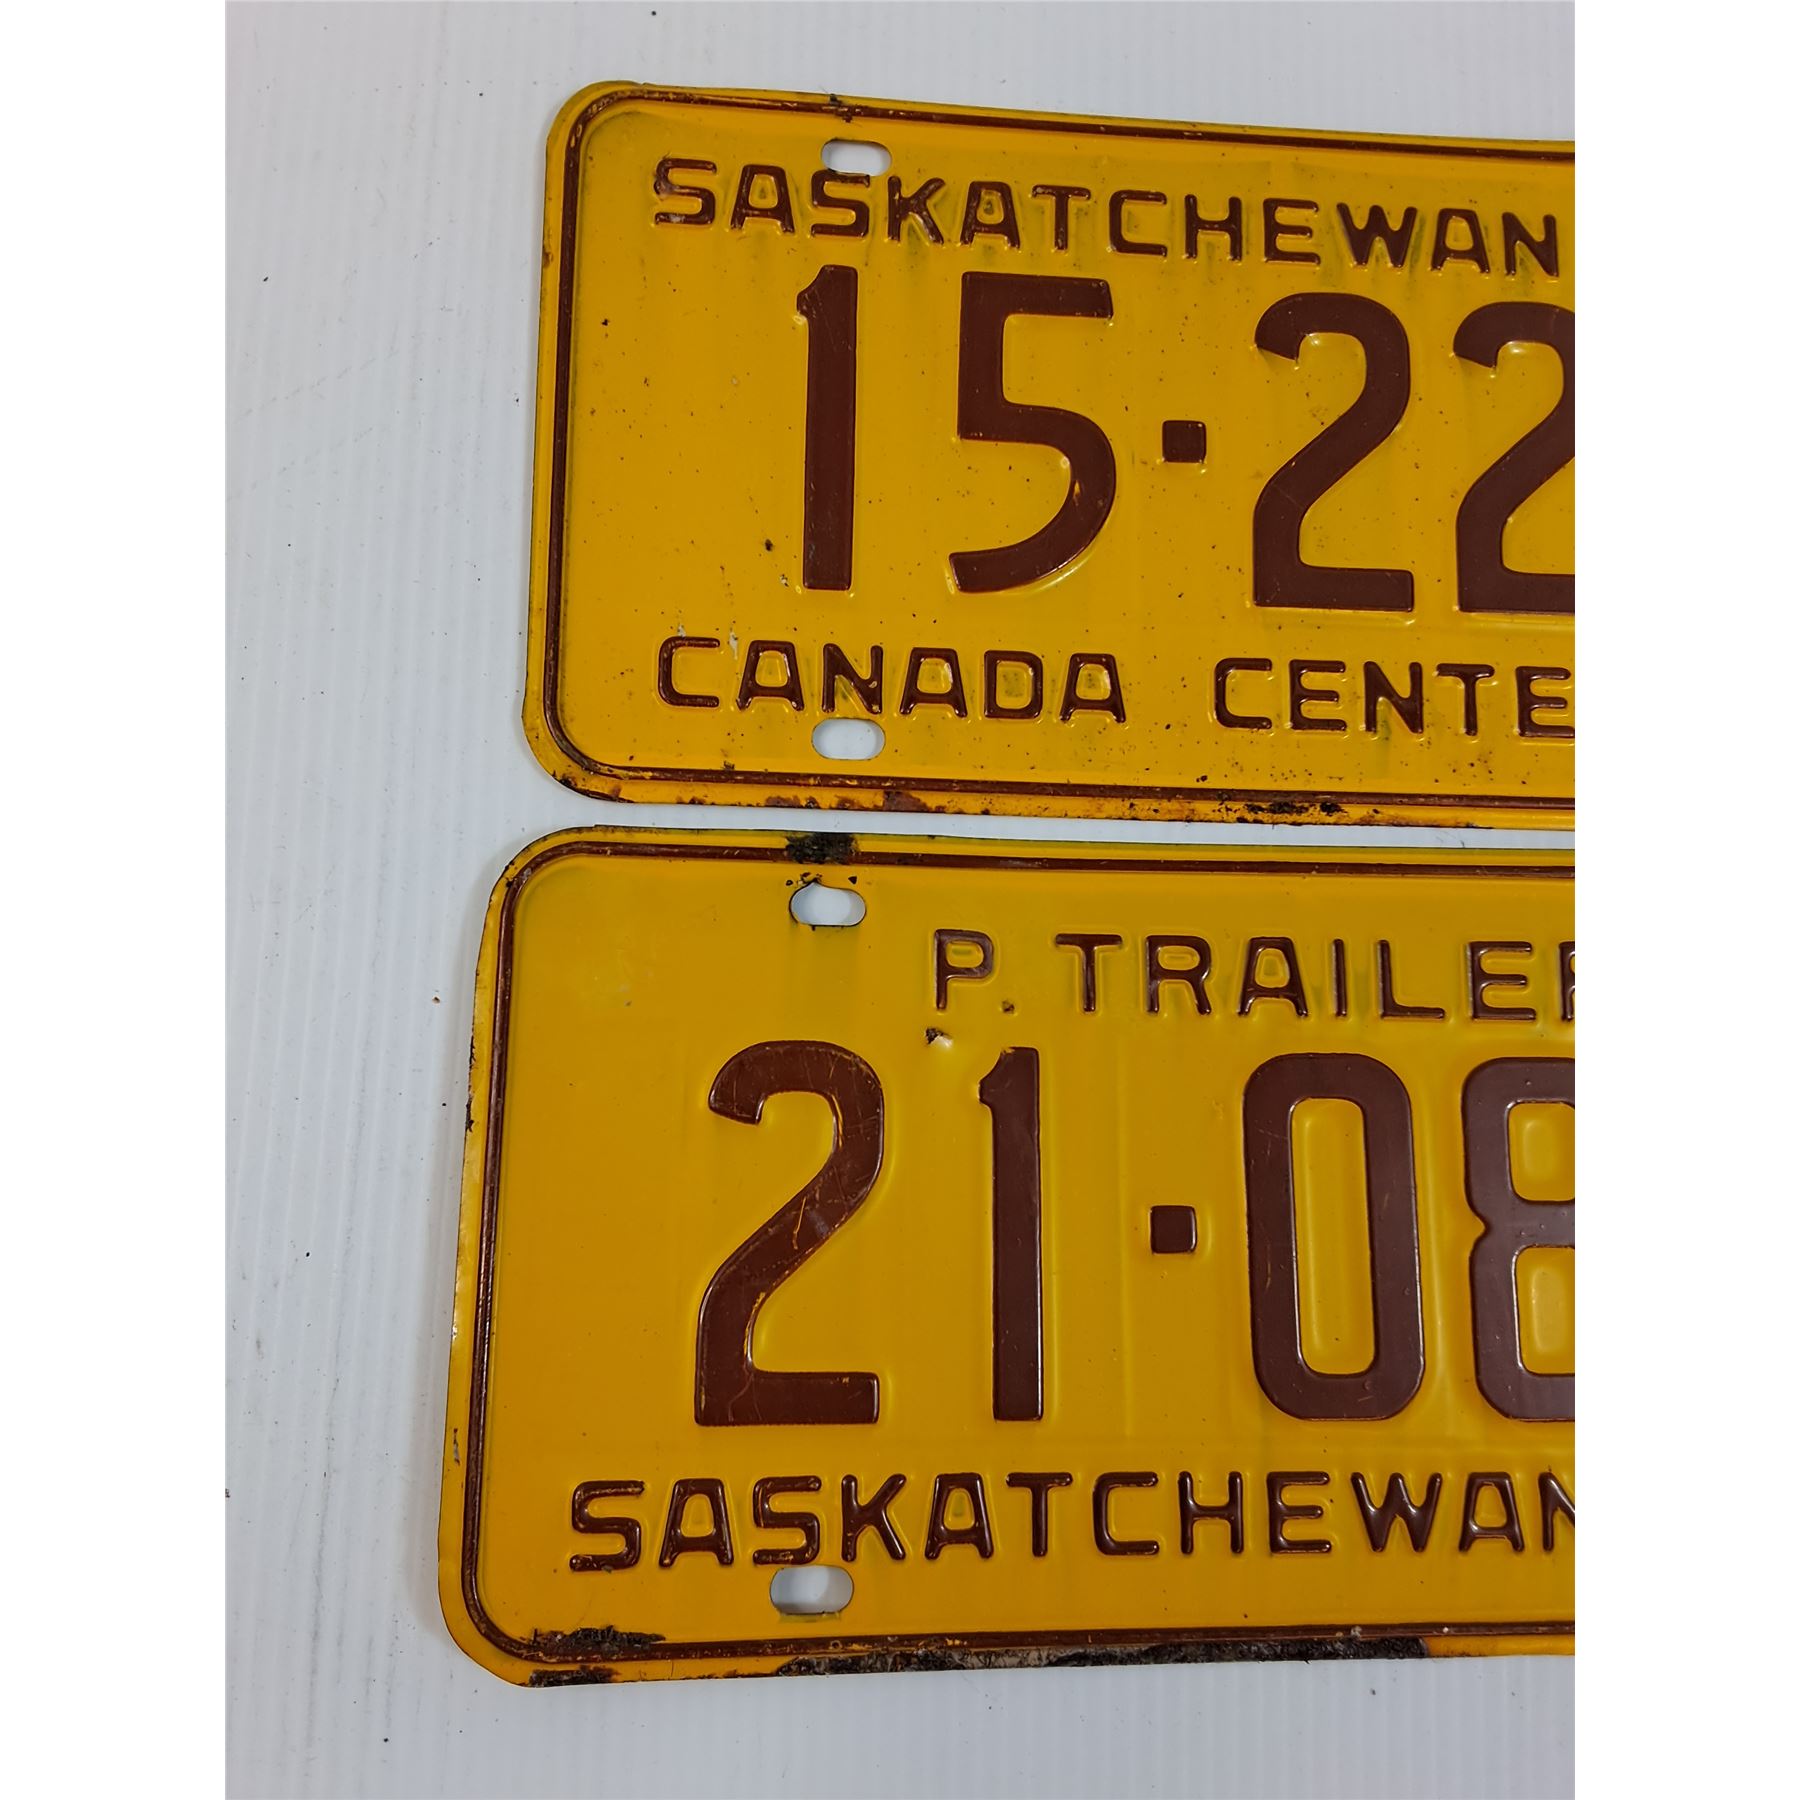 SASKATCHEWAN
15·22
CANADA CENTE
P. TRAILER
21·08
SASKATCHEWAN